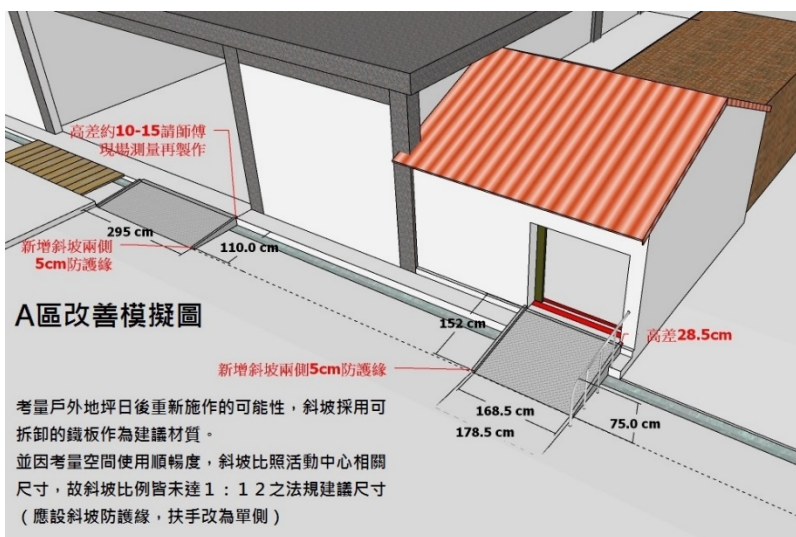 高差約10-15請師傅
現場測量再製作
295 cm
110.0 cm
新增斜坡兩側
5cm防護緣
A區改善模擬圖
152 cm
高差28.5cm
新增斜坡兩側5cm防護緣
168.5 cm
178.5 cm
75.0 cm
考量戶外地坪日後重新施作的可能性，斜坡採用可
拆卸的鐵板作為建議材質。
並因考量空間使用順暢度，斜坡比照活動中心相關
尺寸，故斜坡比例皆未達１：１２之法規建議尺寸
（應設斜坡防護緣，扶手改為單側）